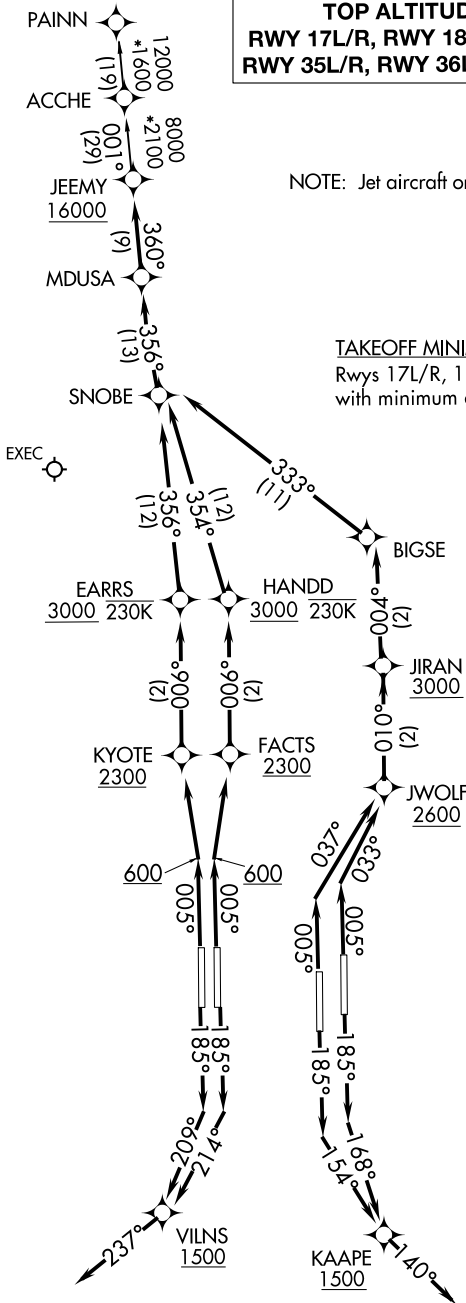 PAINN
TOP ALTITUD
RWY 17L/R, RWY 18
RWY 35L/R, RWY 36L
12000
*1600
(19)
ACCHE
8000
*2100
001°
(29)
JEEMY
16000
NOTE: Jet aircraft on
360°
(9)
MDUSA
356°
(13)
TAKEOFF MINIM
Rwys 17L/R, 1
with minimum
SNOBE
EXEC
333°
(11)
356°
(12)
354°
(12)
BIGSE
EARRS
3000 230K
HANDD
3000 230K
004°
(2)
JIRAN
3000
006°
(2)
006°
(2)
010°
(2)
KYOTE
2300
FACTS
2300
JWOLF
2600
037°
033°
600
600
005°
005°
005°
005°
185°
185°
185°
185°
209°
214°
154°
168°
VILNS
1500
237°
KAAPE
1500
140°